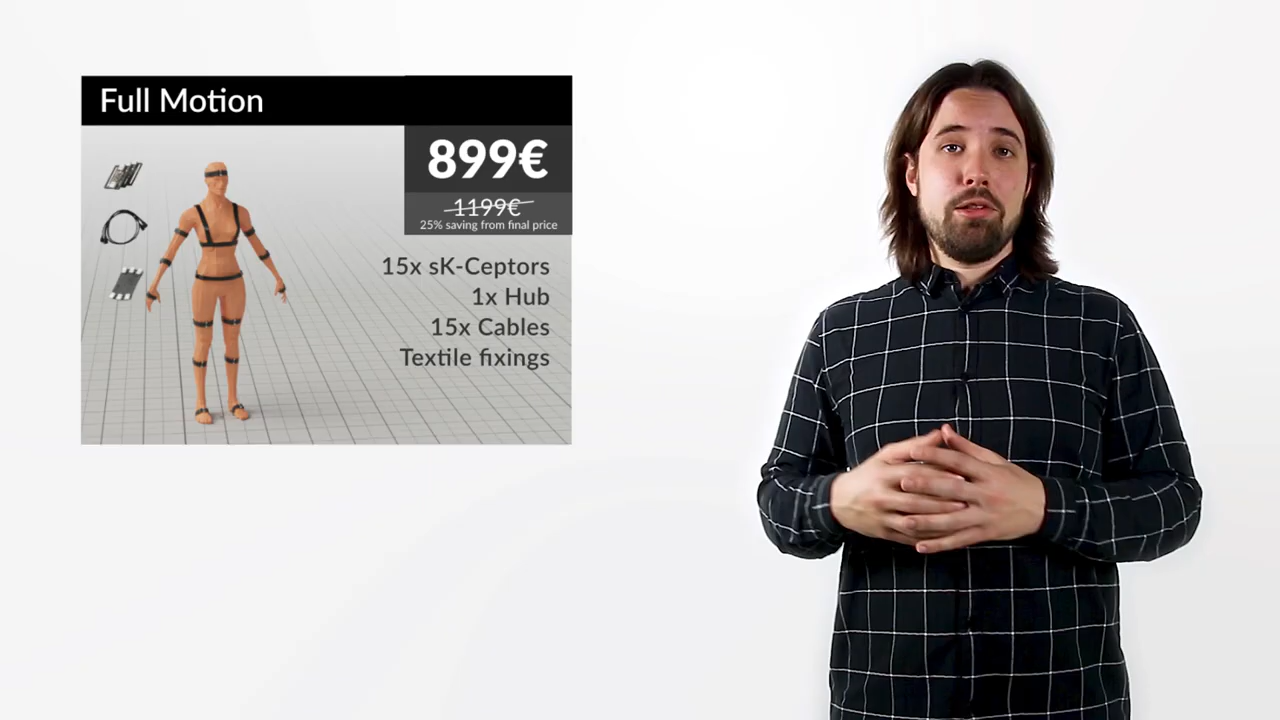 Full Motion
899€
1199€
25% saving from final price
15x sK-Ceptors
1x Hub
15x Cables
Textile fixings